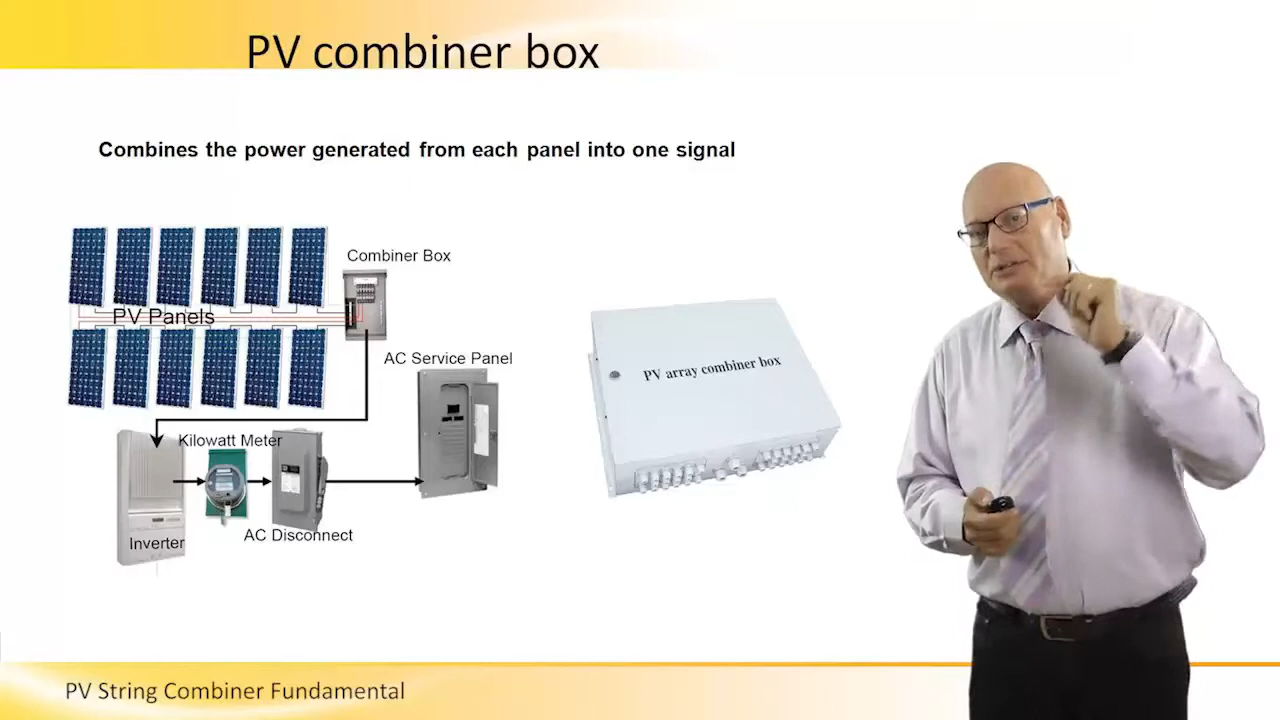 PV combiner box
Combines the power generated from each panel into one signal
Combiner Box
PV Panels
AC Service Panel
PV array combiner box
Kilowatt Meter
AC Disconnect
Inverter
PV String Combiner Fundamental